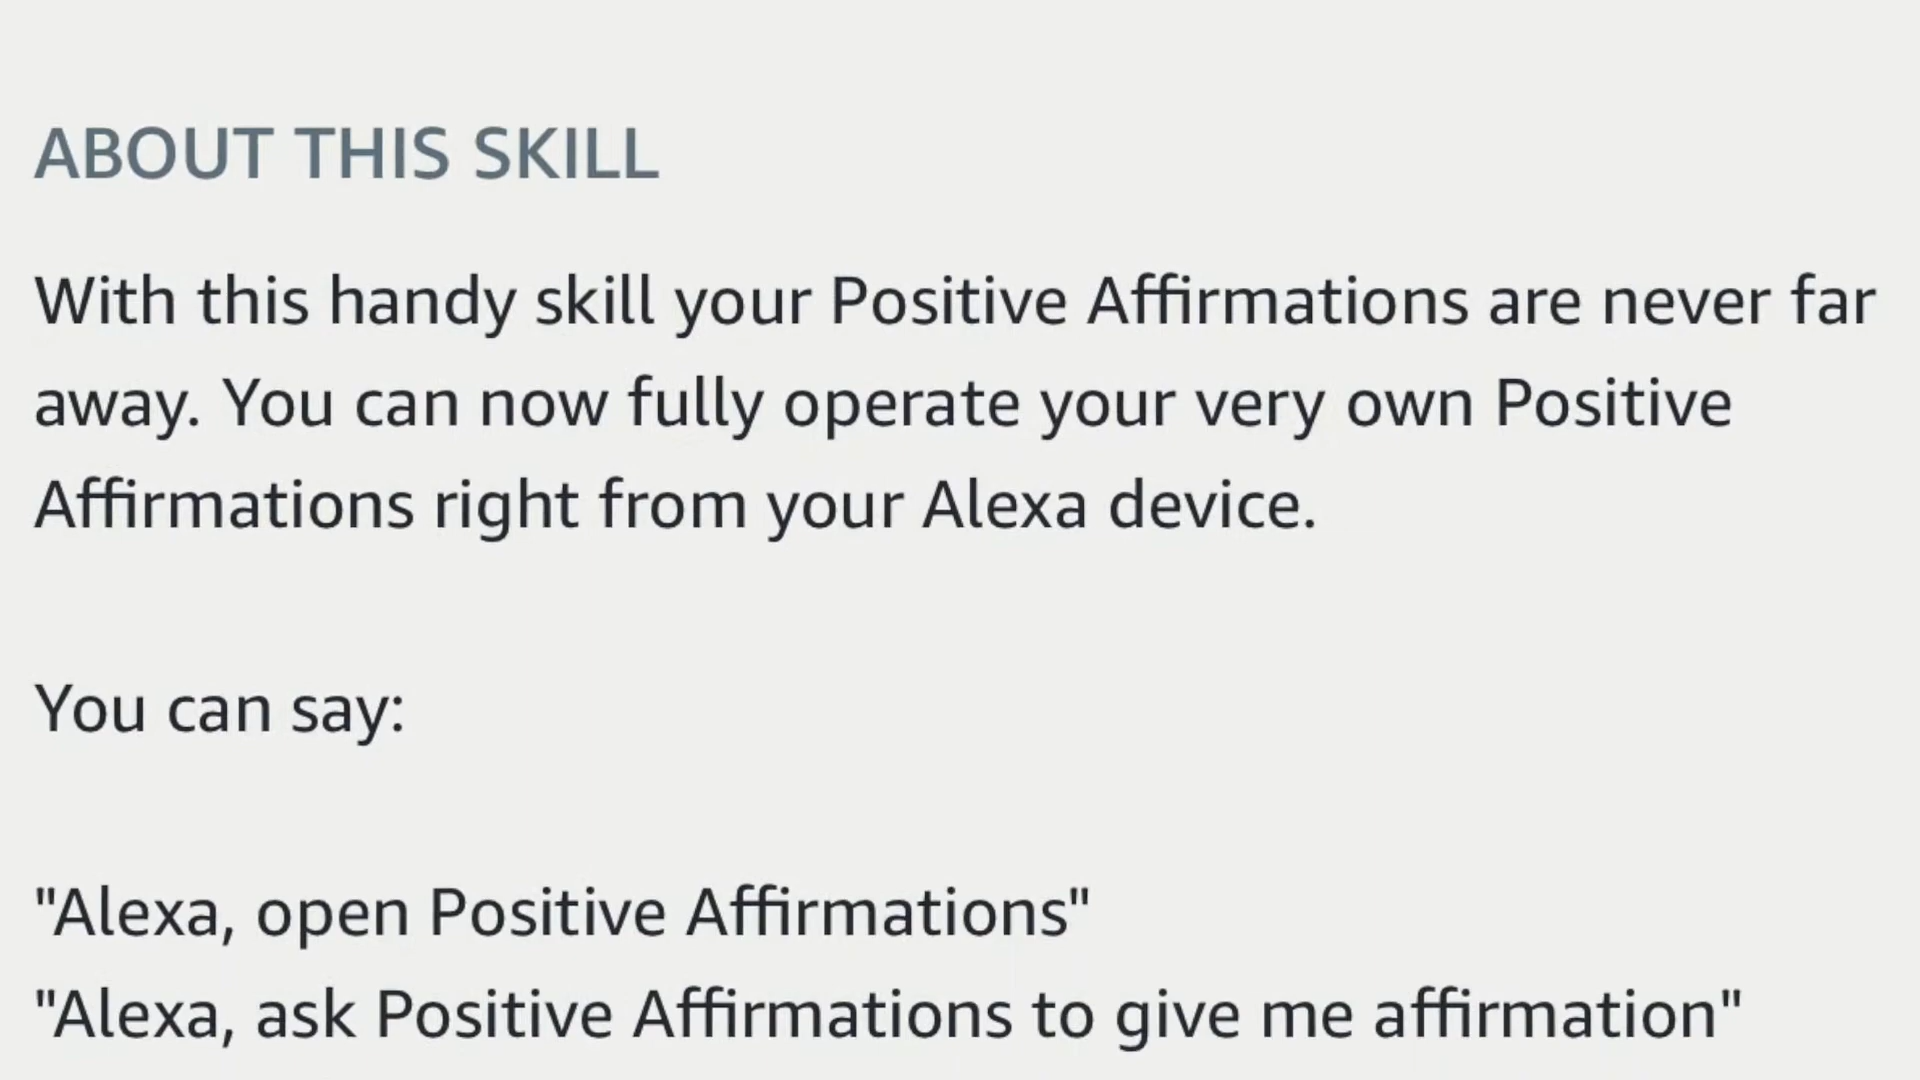 ABOUT THIS SKILL
With this handy skill your Positive Affirmations are never far
away. You can now fully operate your very own Positive
Affirmations right from your Alexa device.
You can say:
"Alexa, open Positive Affirmations"
"Alexa, ask Positive Affirmations to give me affirmation"